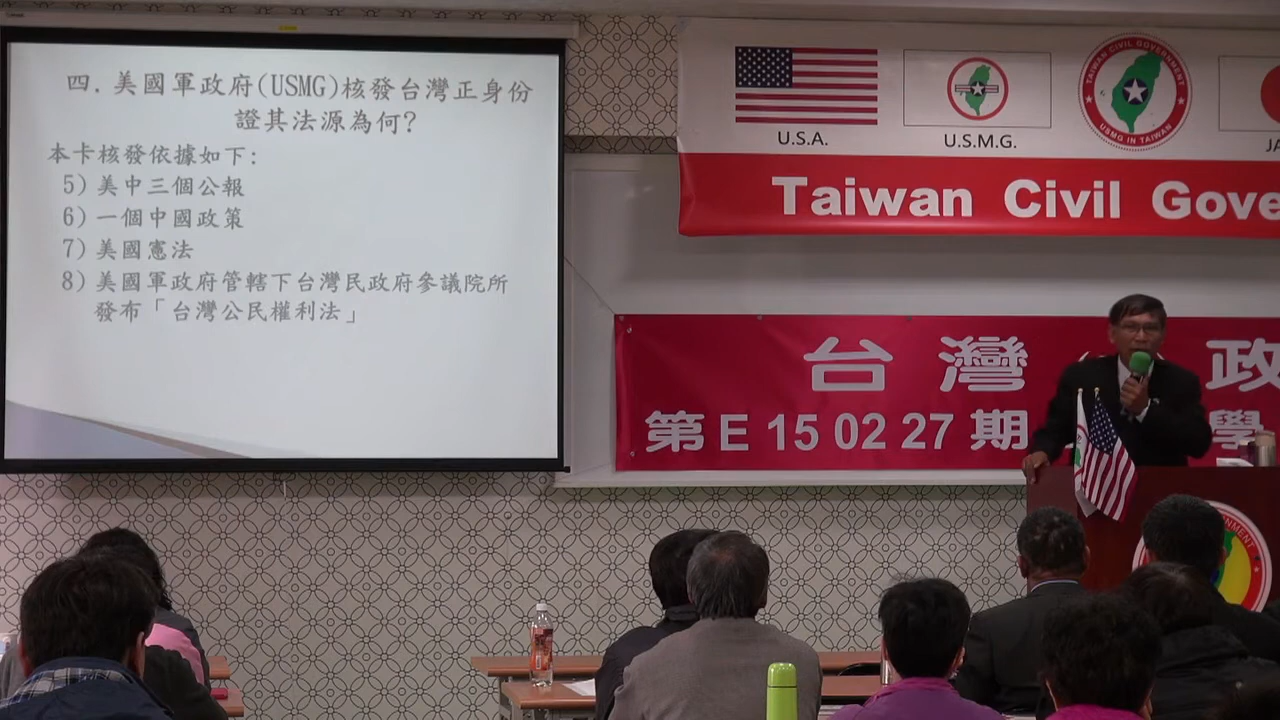 四. 美國軍政府(USMG)核發台灣正身份
證其法源為何?
本卡核發依據如下:
5) 美中三個公報
6) 一個中國政策
7) 美國憲法
8) 美國軍政府管轄下台灣民政府參議院所
發布「台灣公民權利法」
U.S.A.
U.S.M.G.
TAIWAN CIVIL GOVERNMENT
USMG IN TAIWAN
JA
Taiwan Civil Gove
台灣 政
第 E 15 02 27 期 學